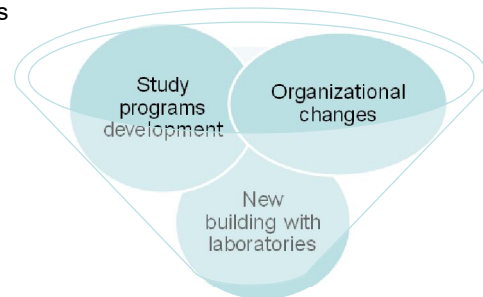 s
Study
programs
development
Organizational
changes
New
building with
laboratories